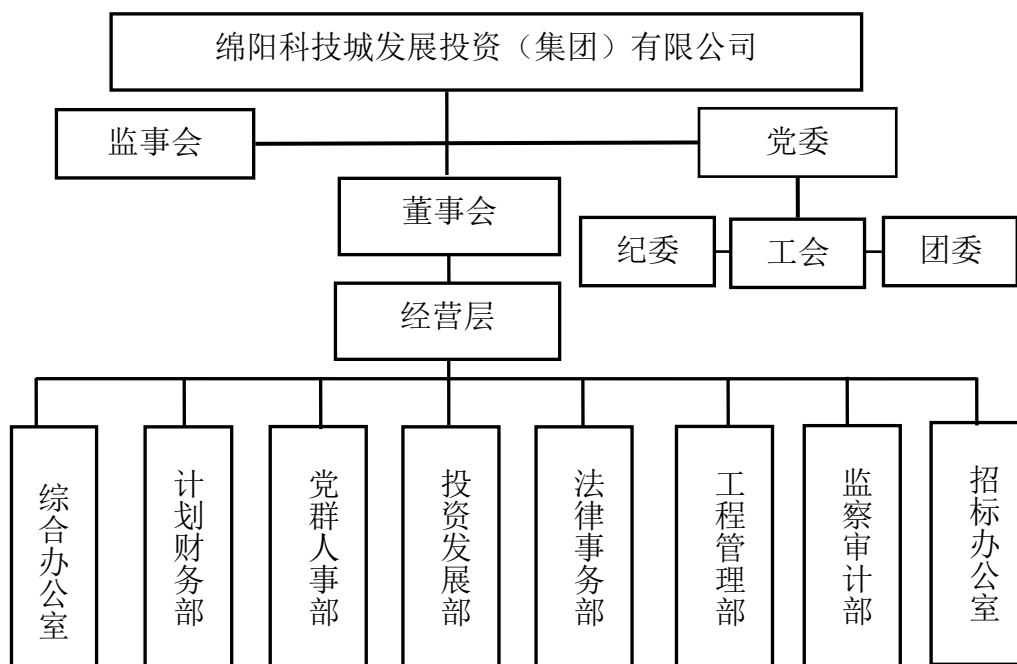 绵阳科技城发展投资（集团）有限公司
监事会
党委
董事会
纪委
工会
团委
经营层
综合办公室
计划财务部
党群人事部
投资发展部
法律事务部
工程管理部
监察审计部
招标办公室